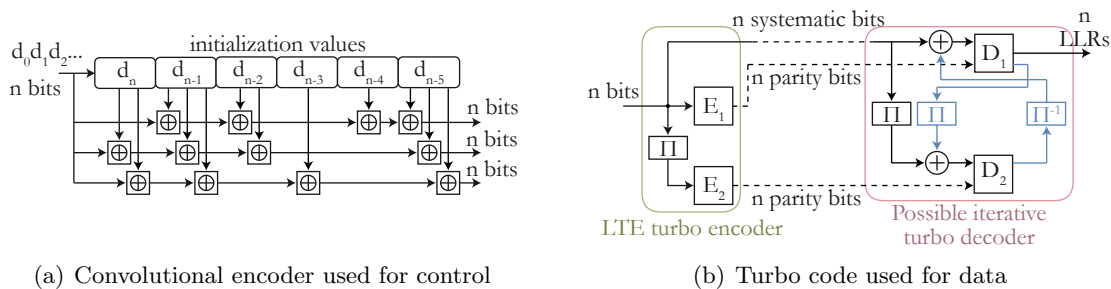 initialization values
d₀d₁d₂...
n bits
dₙ dₙ₋₁ dₙ₋₂ dₙ₋₃ dₙ₋₄ dₙ₋₅
⊕ ⊕ ⊕ ⊕
n bits
⊕ ⊕ ⊕ ⊕
n bits
⊕ ⊕ ⊕ ⊕
n bits
(a) Convolutional encoder used for control
n systematic bits
n
LLRs
+ D₁
n parity bits
n bits
E₁
Π Π Π Π⁻¹
+ D₂
E₂
n parity bits
LTE turbo encoder
Possible iterative
turbo decoder
(b) Turbo code used for data